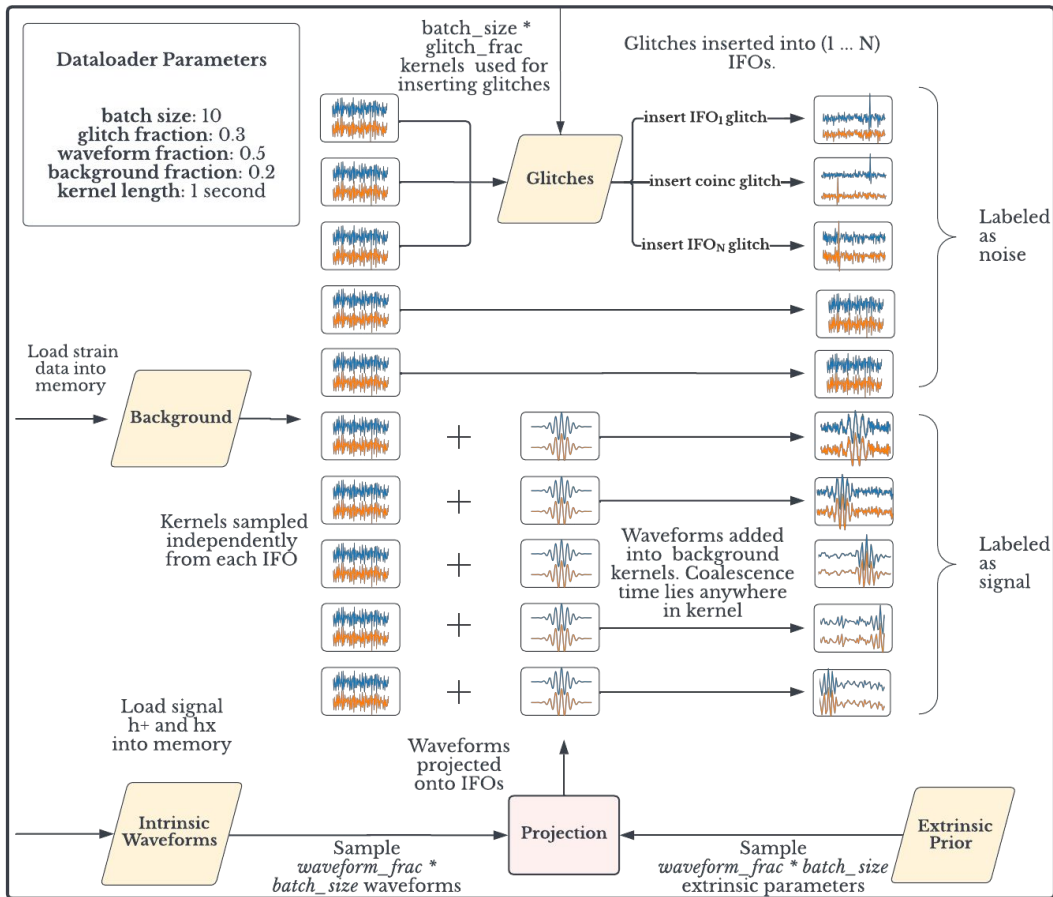 Dataloader Parameters
batch size: 10
glitch fraction: 0.3
waveform fraction: 0.5
background fraction: 0.2
kernel length: 1 second
batch_size *
glitch_frac
kernels used for
inserting glitches
Glitches inserted into (1 ... N)
IFOs.
Glitches
insert IFO₁ glitch
insert coinc glitch
insert IFO_N glitch
Labeled
as
noise
Load strain
data into
memory
Background
Kernels sampled
independently
from each IFO
+
+
+
+
+
Waveforms added
into background
kernels. Coalescence
time lies anywhere
in kernel
Labeled
as
signal
Load signal
h+ and hx
into memory
Waveforms
projected
onto IFOs
Intrinsic
Waveforms
Sample
waveform_frac *
batch_size waveforms
Projection
Sample
waveform_frac * batch_size
extrinsic parameters
Extrinsic
Prior